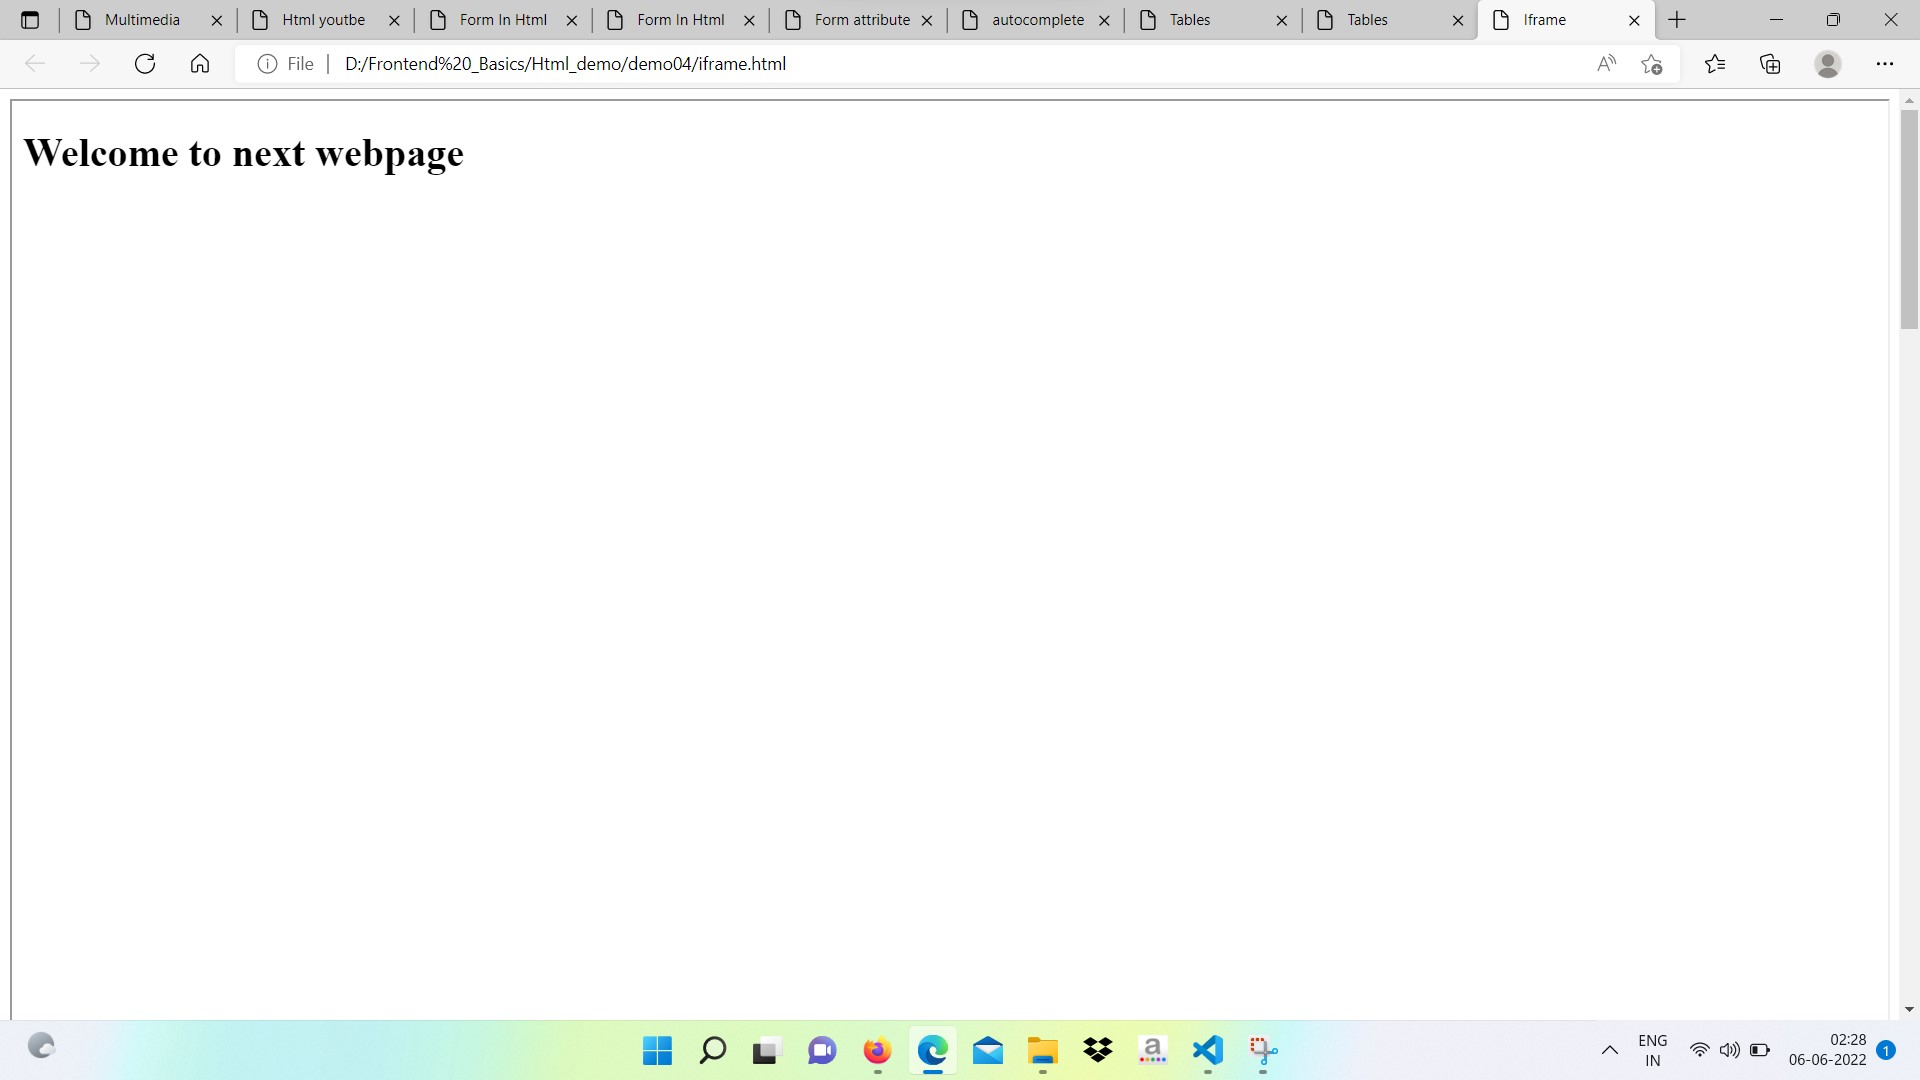 Multimedia
Html youtbe
Form In Html
Form In Html
Form attribute
autocomplete
Tables
Tables
Iframe
File
D:/Frontend%20_Basics/Html_demo/demo04/iframe.html
Welcome to next webpage
a
ENG
IN
02:28
06-06-2022
1